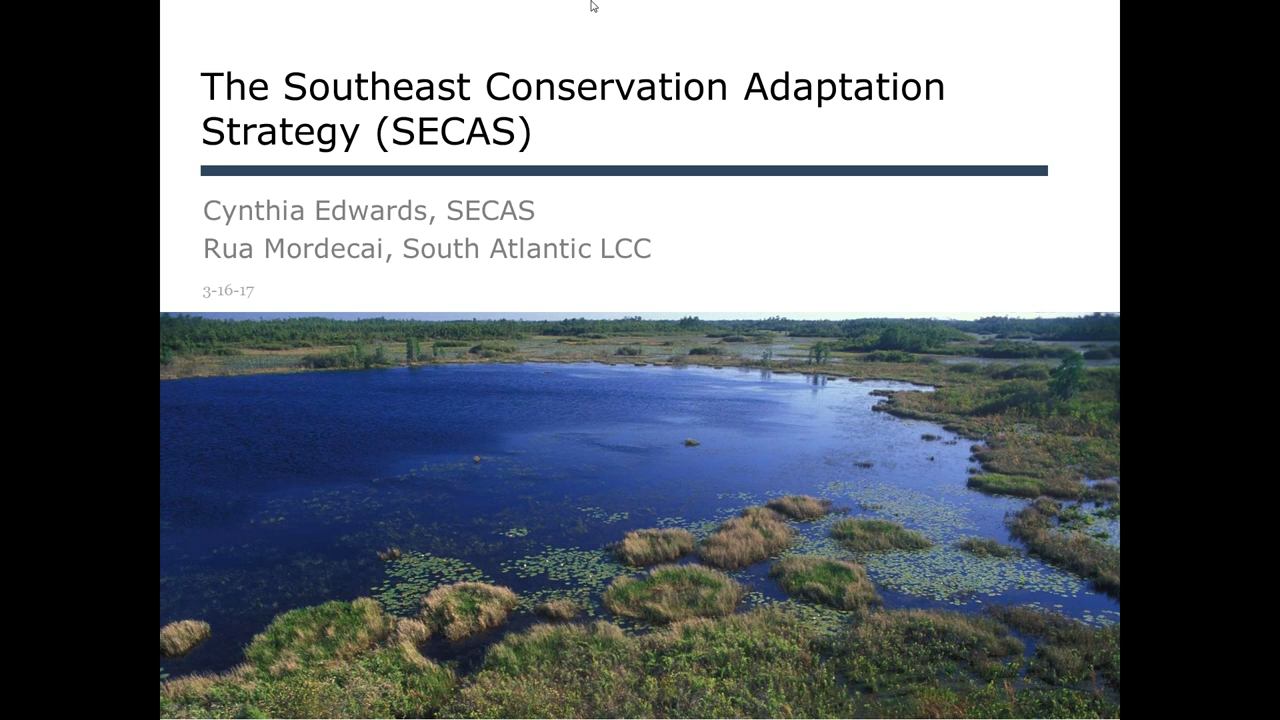 The Southeast Conservation Adaptation
Strategy (SECAS)
Cynthia Edwards, SECAS
Rua Mordecai, South Atlantic LCC
3-16-17